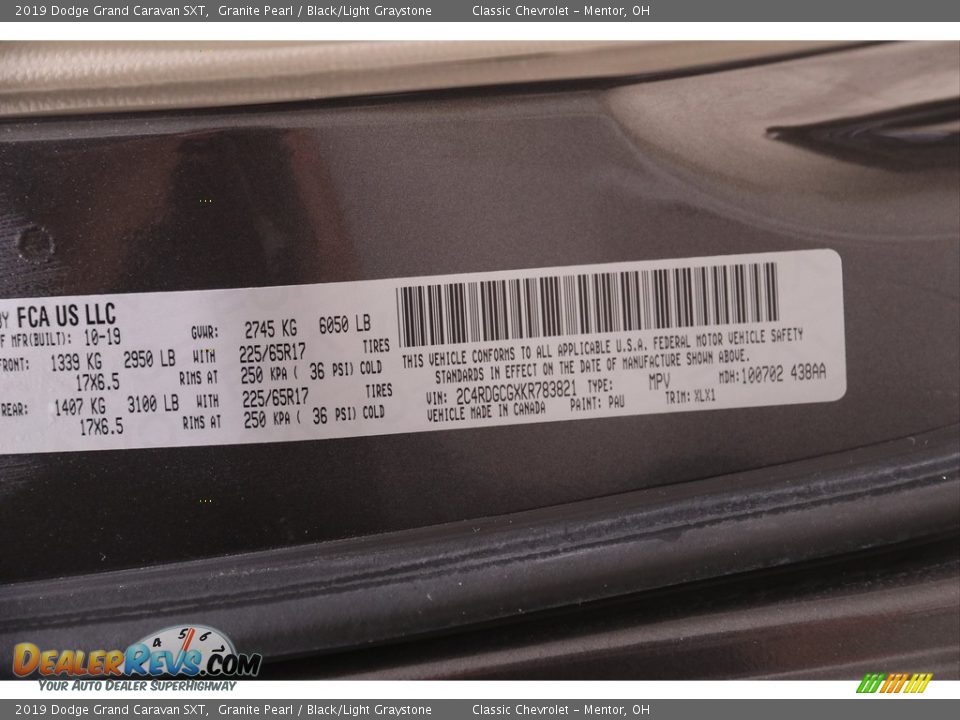 2019 Dodge Grand Caravan SXT,  Granite Pearl / Black/Light Graystone     Classic Chevrolet – Mentor, OH
BY FCA US LLC
F MFR(BUILT): 10-19 GVWR: 2745 KG 6050 LB
FRONT: 1339 KG 2950 LB WITH 225/65R17 TIRES
17X6.5 RIMS AT 250 KPA ( 36 PSI) COLD
REAR: 1407 KG 3100 LB WITH 225/65R17 TIRES
17X6.5 RIMS AT 250 KPA ( 36 PSI) COLD
THIS VEHICLE CONFORMS TO ALL APPLICABLE U.S.A. FEDERAL MOTOR VEHICLE SAFETY
STANDARDS IN EFFECT ON THE DATE OF MANUFACTURE SHOWN ABOVE.
VIN: 2C4RDGCGXKR783821 TYPE: MPV MDH:100702 438AA
VEHICLE MADE IN CANADA PAINT: PAU TRIM: XLX1
4 5 6
DEALERREVS.COM
YOUR AUTO DEALER SUPERHIGHWAY
2019 Dodge Grand Caravan SXT,  Granite Pearl / Black/Light Graystone     Classic Chevrolet – Mentor, OH